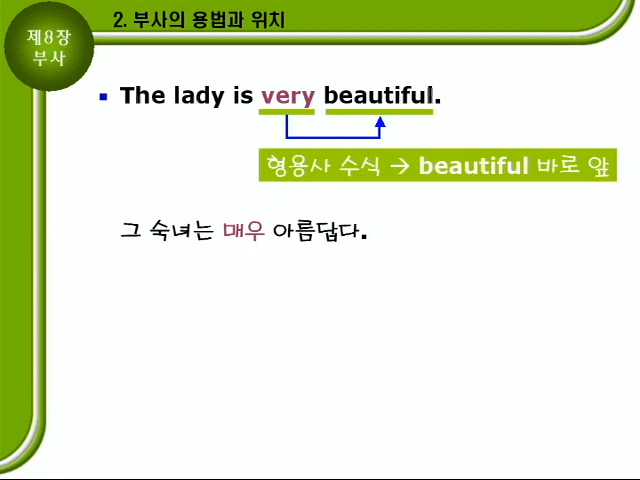 제8장
부사
2. 부사의 용법과 위치
The lady is very beautiful.
형용사 수식 → beautiful 바로 앞
그 숙녀는 매우 아름답다.